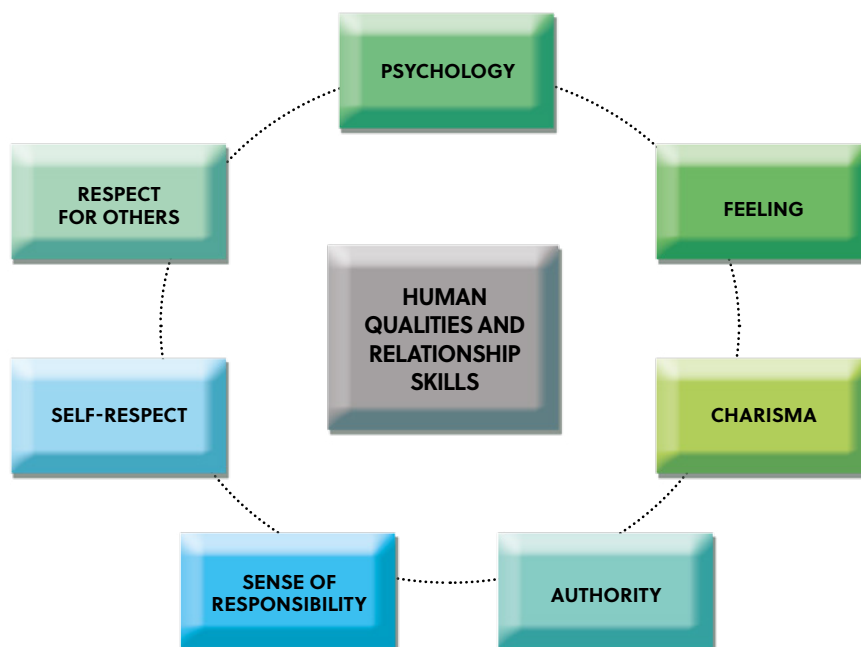 PSYCHOLOGY
RESPECT
FOR OTHERS
FEELING
HUMAN
QUALITIES AND
RELATIONSHIP
SKILLS
SELF-RESPECT
CHARISMA
SENSE OF
RESPONSIBILITY
AUTHORITY